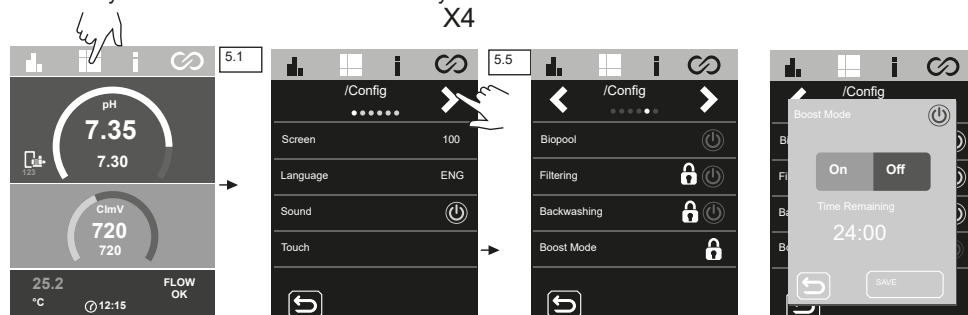 X4
5.1
pH
7.35
7.30
123
ClmV
720
720
25.2
°C
12:15
FLOW
OK
/Config
Screen 100
Language ENG
Sound
Touch
5.5
/Config
Biopool
Filtering
Backwashing
Boost Mode
/Config
Boost Mode
On Off
Time Remaining
24:00
SAVE